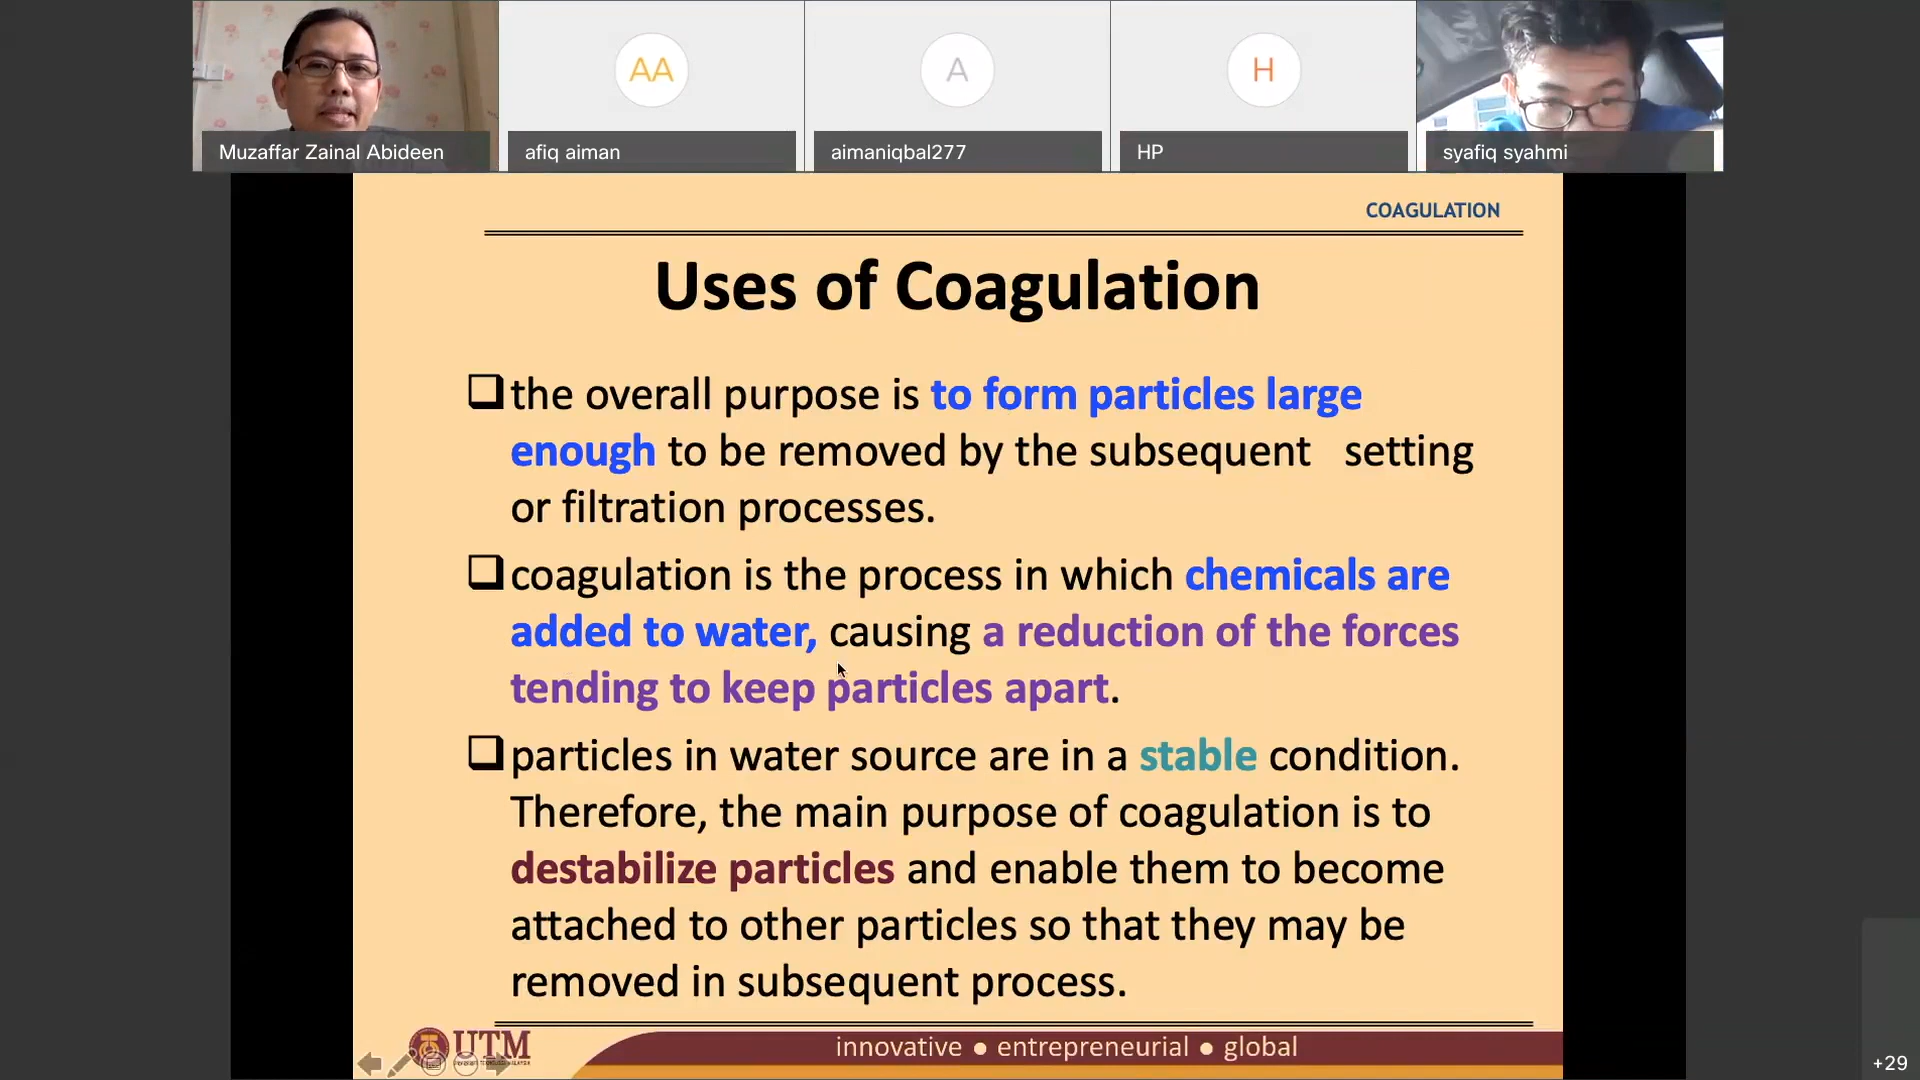 AA
A
H
Muzaffar Zainal Abideen
afiq aiman
aimaniqbal277
HP
syafiq syahmi
COAGULATION
Uses of Coagulation
the overall purpose is to form particles large
enough to be removed by the subsequent setting
or filtration processes.
coagulation is the process in which chemicals are
added to water, causing a reduction of the forces
tending to keep particles apart.
particles in water source are in a stable condition.
Therefore, the main purpose of coagulation is to
destabilize particles and enable them to become
attached to other particles so that they may be
removed in subsequent process.
UTM
innovative ● entrepreneurial ● global
+29